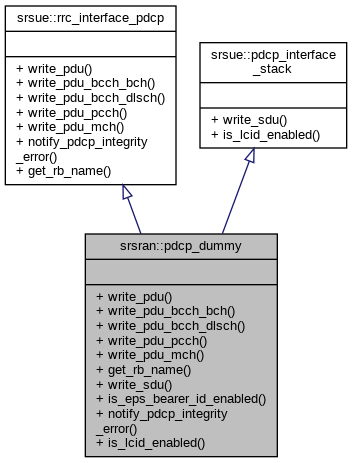 srsue::rrc_interface_pdcp
+ write_pdu()
+ write_pdu_bcch_bch()
+ write_pdu_bcch_dlsch()
+ write_pdu_pcch()
+ write_pdu_mch()
+ notify_pdcp_integrity
_error()
+ get_rb_name()
srsue::pdcp_interface
_stack
+ write_sdu()
+ is_lcid_enabled()
srsran::pdcp_dummy
+ write_pdu()
+ write_pdu_bcch_bch()
+ write_pdu_bcch_dlsch()
+ write_pdu_pcch()
+ write_pdu_mch()
+ get_rb_name()
+ write_sdu()
+ is_eps_bearer_id_enabled()
+ notify_pdcp_integrity
_error()
+ is_lcid_enabled()